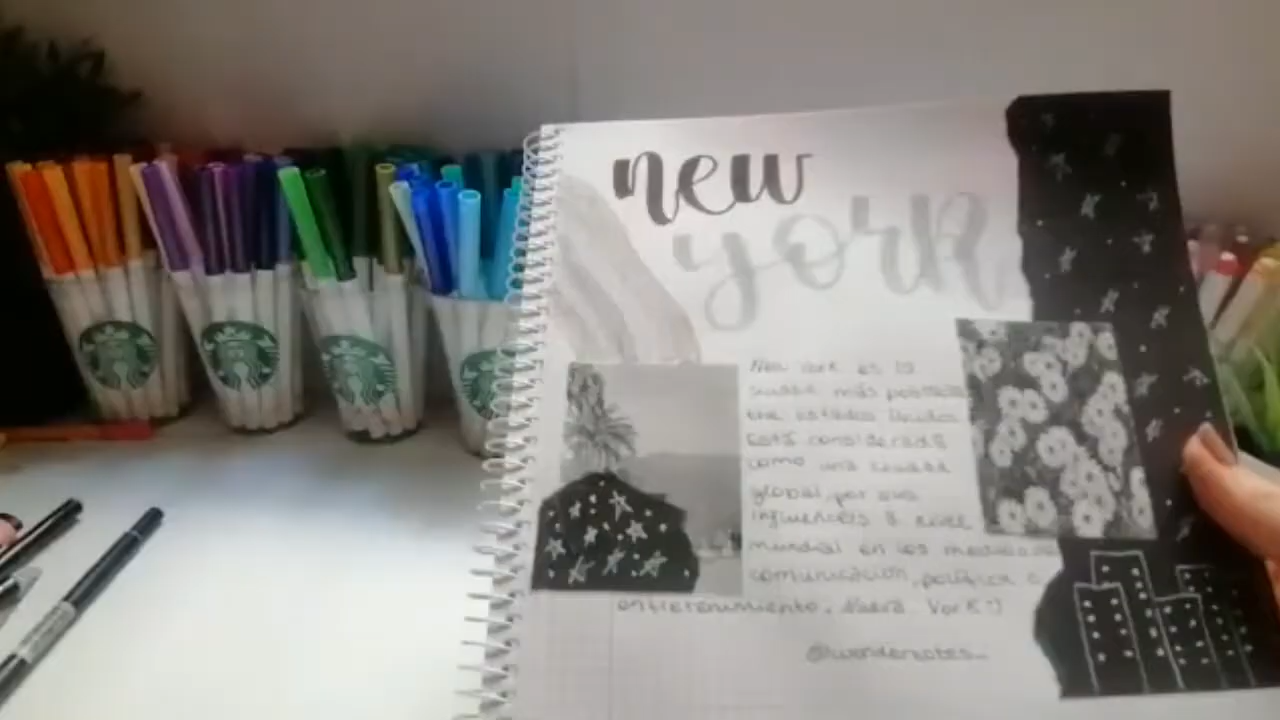 new
york
New York es la
ciudad más poblada
de Estados Unidos
está considerada
como una ciudad
global, por sus
influencias a nivel
mundial en los medios de
comunicación, política
entretenimiento. Nueva York:)
@wondernotes_